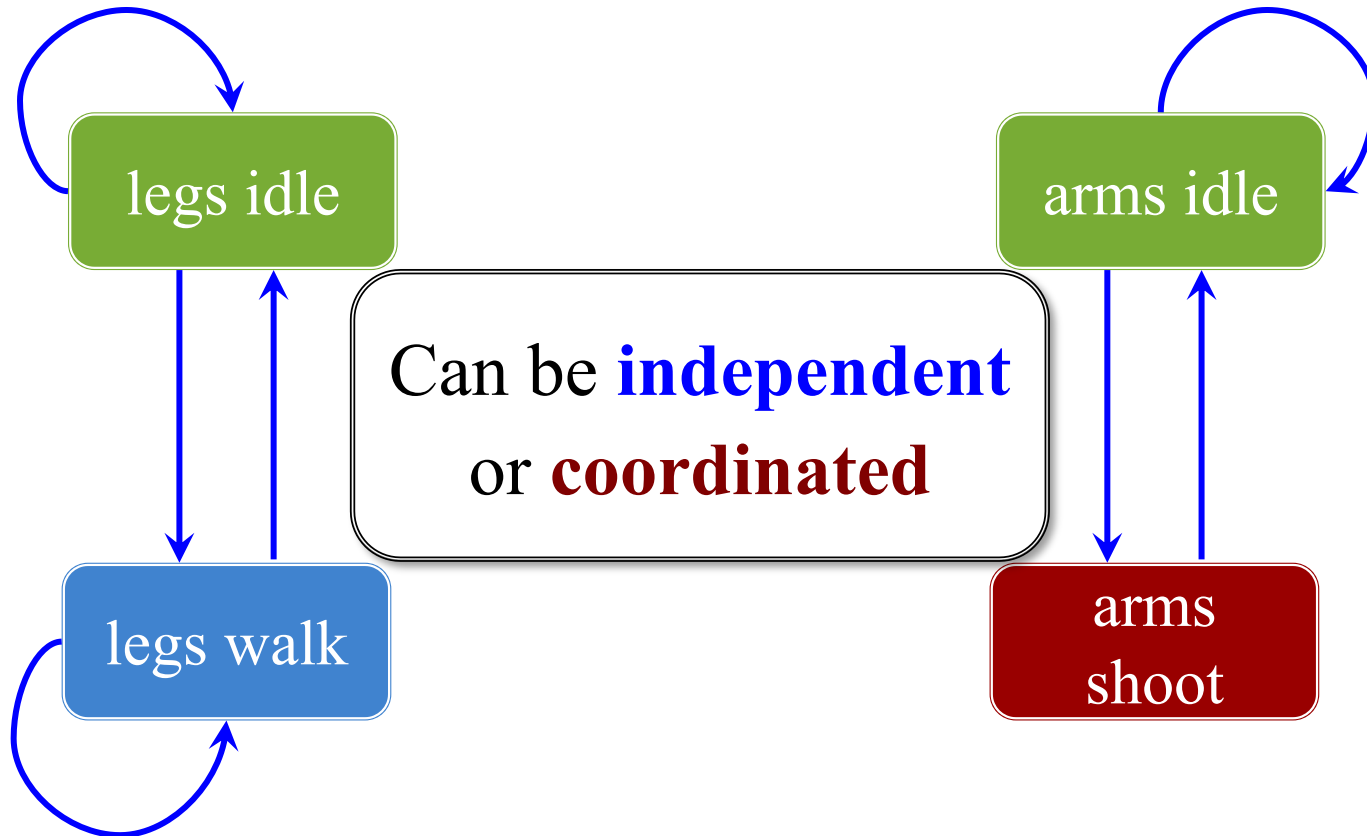 legs idle
arms idle
Can be independent
or coordinated
legs walk
arms
shoot